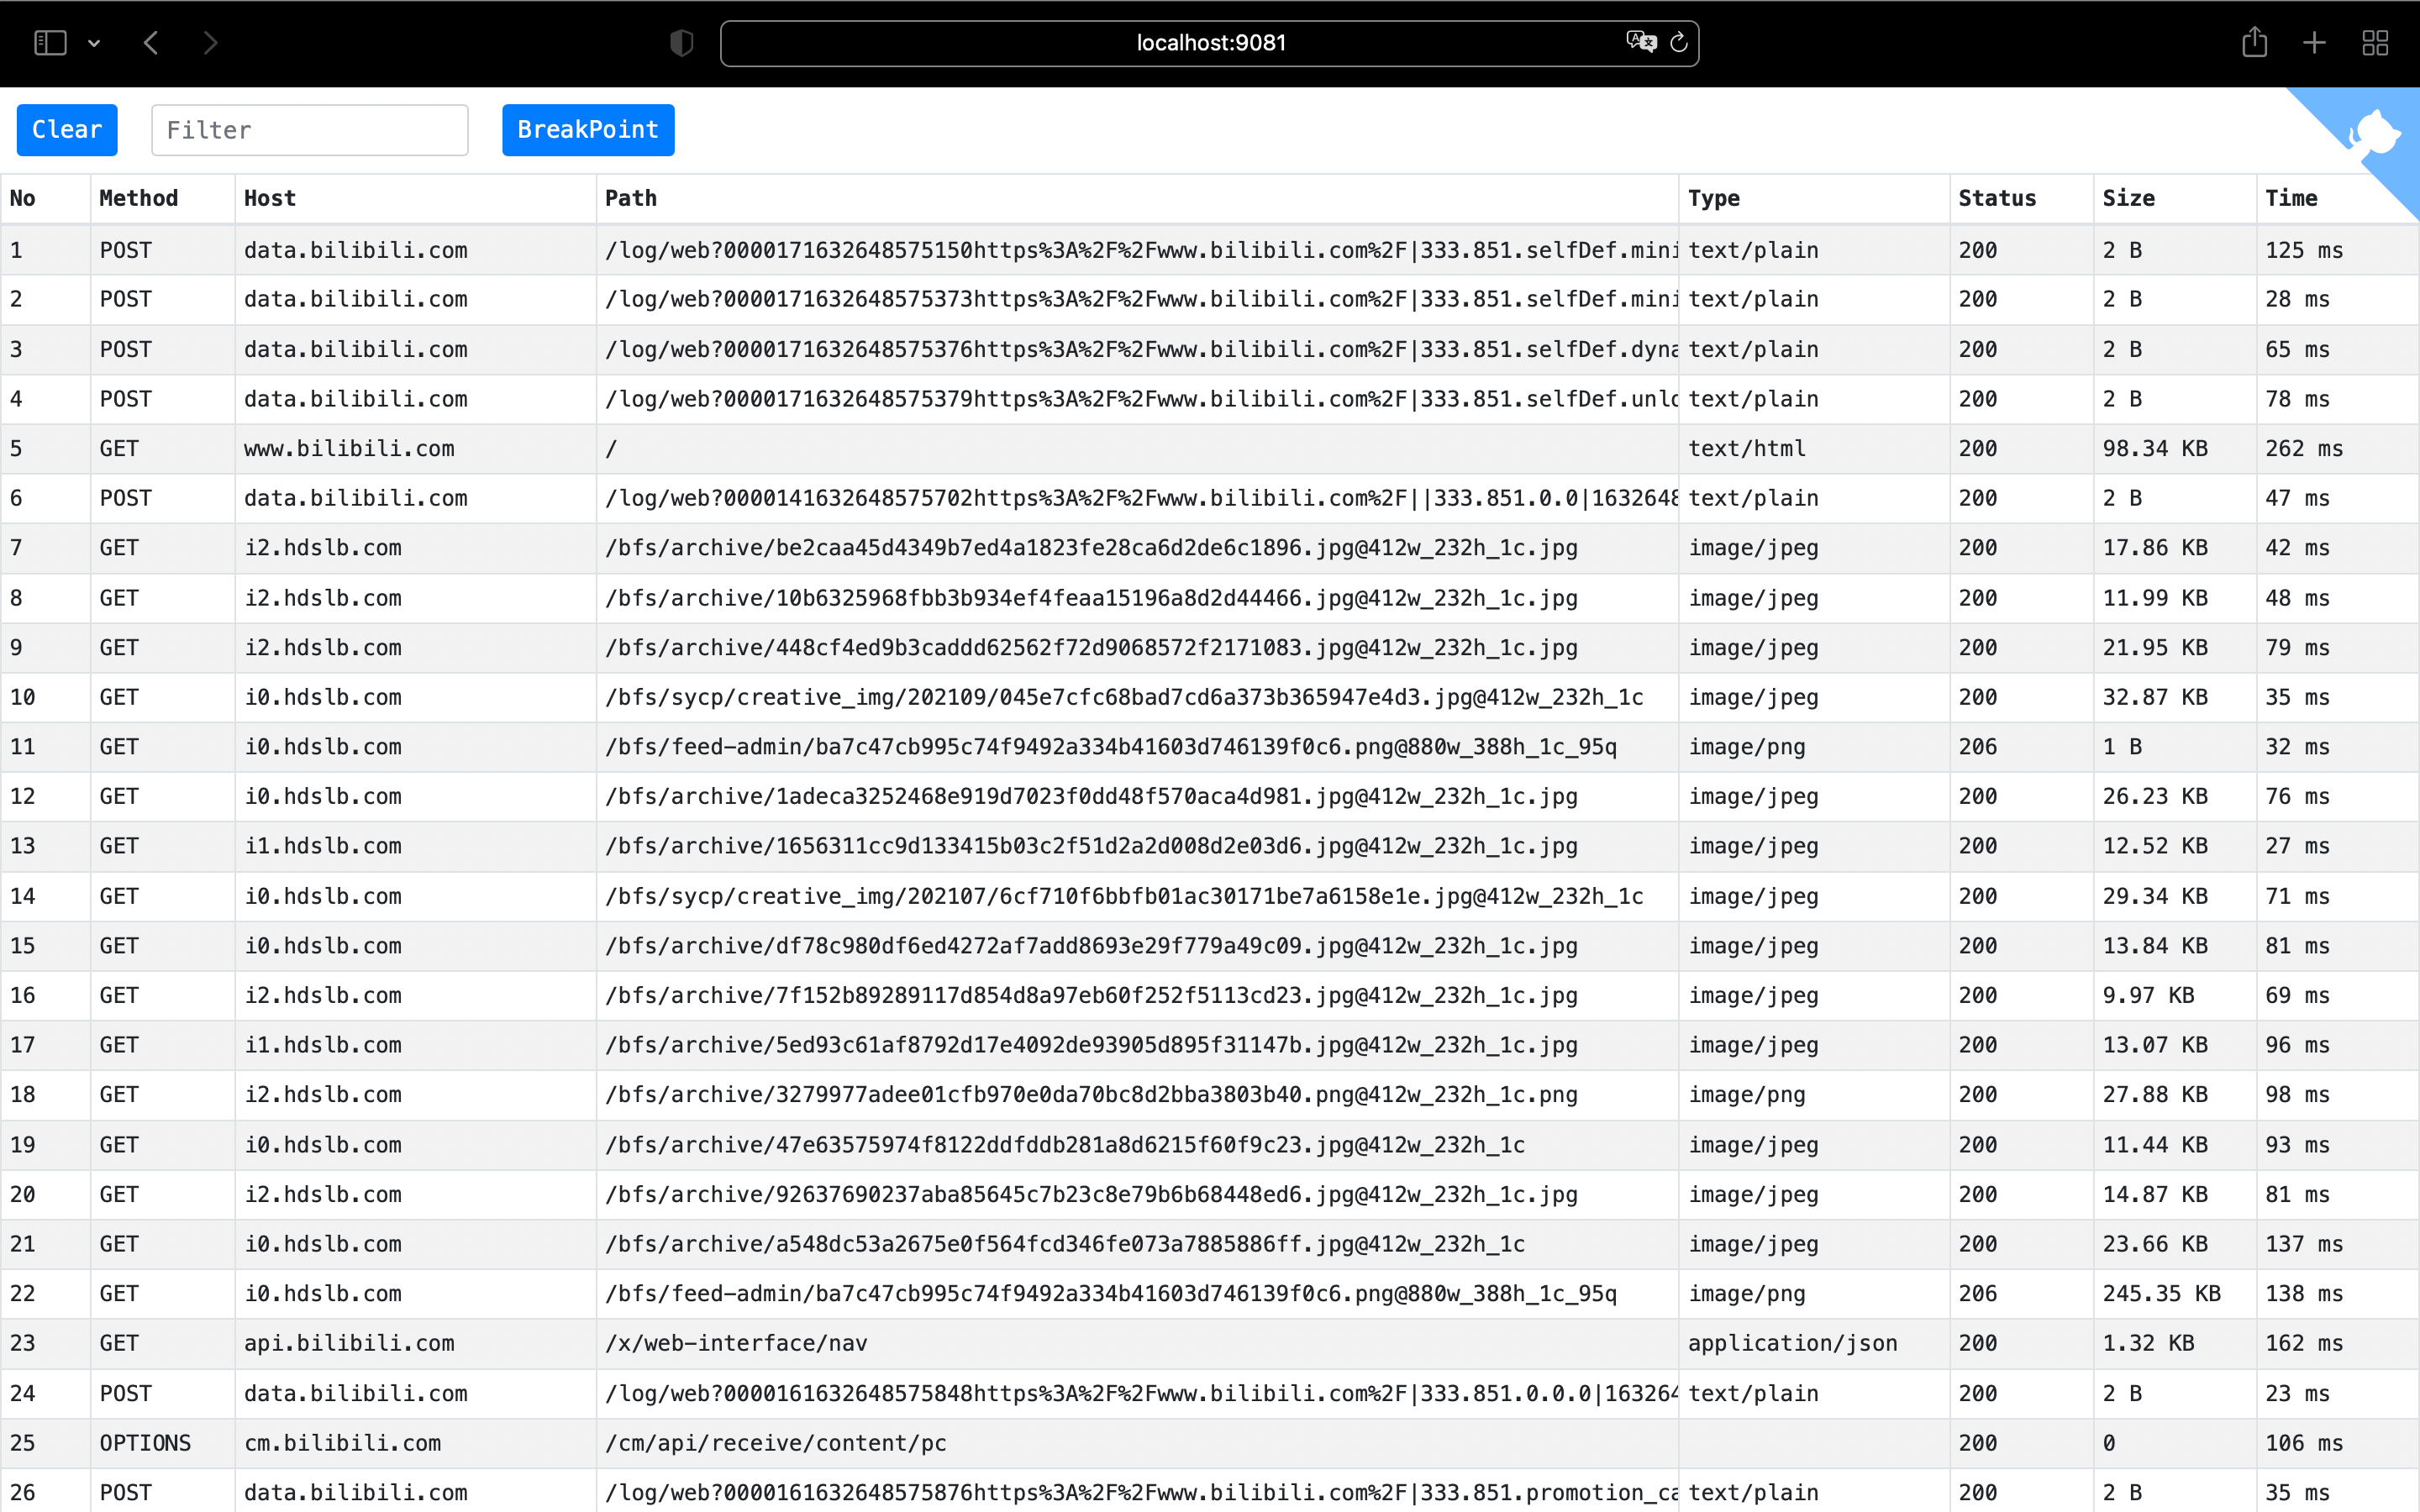 localhost:9081
Clear Filter BreakPoint
No Method Host Path Type Status Size Time
1 POST data.bilibili.com /log/web?0000171632648575150https%3A%2F%2Fwww.bilibili.com%2F|333.851.selfDef.mini text/plain 200 2 B 125 ms
2 POST data.bilibili.com /log/web?0000171632648575373https%3A%2F%2Fwww.bilibili.com%2F|333.851.selfDef.mini text/plain 200 2 B 28 ms
3 POST data.bilibili.com /log/web?0000171632648575376https%3A%2F%2Fwww.bilibili.com%2F|333.851.selfDef.dyna text/plain 200 2 B 65 ms
4 POST data.bilibili.com /log/web?0000171632648575379https%3A%2F%2Fwww.bilibili.com%2F|333.851.selfDef.unlo text/plain 200 2 B 78 ms
5 GET www.bilibili.com / text/html 200 98.34 KB 262 ms
6 POST data.bilibili.com /log/web?0000141632648575702https%3A%2F%2Fwww.bilibili.com%2F||333.851.0.0|1632648 text/plain 200 2 B 47 ms
7 GET i2.hdslb.com /bfs/archive/be2caa45d4349b7ed4a1823fe28ca6d2de6c1896.jpg@412w_232h_1c.jpg image/jpeg 200 17.86 KB 42 ms
8 GET i2.hdslb.com /bfs/archive/10b6325968fbb3b934ef4feaa15196a8d2d44466.jpg@412w_232h_1c.jpg image/jpeg 200 11.99 KB 48 ms
9 GET i2.hdslb.com /bfs/archive/448cf4ed9b3caddd62562f72d9068572f2171083.jpg@412w_232h_1c.jpg image/jpeg 200 21.95 KB 79 ms
10 GET i0.hdslb.com /bfs/sycp/creative_img/202109/045e7cfc68bad7cd6a373b365947e4d3.jpg@412w_232h_1c image/jpeg 200 32.87 KB 35 ms
11 GET i0.hdslb.com /bfs/feed-admin/ba7c47cb995c74f9492a334b41603d746139f0c6.png@880w_388h_1c_95q image/png 206 1 B 32 ms
12 GET i0.hdslb.com /bfs/archive/1adeca3252468e919d7023f0dd48f570aca4d981.jpg@412w_232h_1c.jpg image/jpeg 200 26.23 KB 76 ms
13 GET i1.hdslb.com /bfs/archive/1656311cc9d133415b03c2f51d2a2d008d2e03d6.jpg@412w_232h_1c.jpg image/jpeg 200 12.52 KB 27 ms
14 GET i0.hdslb.com /bfs/sycp/creative_img/202107/6cf710f6bbfb01ac30171be7a6158e1e.jpg@412w_232h_1c image/jpeg 200 29.34 KB 71 ms
15 GET i0.hdslb.com /bfs/archive/df78c980df6ed4272af7add8693e29f779a49c09.jpg@412w_232h_1c.jpg image/jpeg 200 13.84 KB 81 ms
16 GET i2.hdslb.com /bfs/archive/7f152b89289117d854d8a97eb60f252f5113cd23.jpg@412w_232h_1c.jpg image/jpeg 200 9.97 KB 69 ms
17 GET i1.hdslb.com /bfs/archive/5ed93c61af8792d17e4092de93905d895f31147b.jpg@412w_232h_1c.jpg image/jpeg 200 13.07 KB 96 ms
18 GET i2.hdslb.com /bfs/archive/3279977adee01cfb970e0da70bc8d2bba3803b40.png@412w_232h_1c.png image/png 200 27.88 KB 98 ms
19 GET i0.hdslb.com /bfs/archive/47e63575974f8122ddfddb281a8d6215f60f9c23.jpg@412w_232h_1c image/jpeg 200 11.44 KB 93 ms
20 GET i2.hdslb.com /bfs/archive/92637690237aba85645c7b23c8e79b6b68448ed6.jpg@412w_232h_1c.jpg image/jpeg 200 14.87 KB 81 ms
21 GET i0.hdslb.com /bfs/archive/a548dc53a2675e0f564fcd346fe073a7885886ff.jpg@412w_232h_1c image/jpeg 200 23.66 KB 137 ms
22 GET i0.hdslb.com /bfs/feed-admin/ba7c47cb995c74f9492a334b41603d746139f0c6.png@880w_388h_1c_95q image/png 206 245.35 KB 138 ms
23 GET api.bilibili.com /x/web-interface/nav application/json 200 1.32 KB 162 ms
24 POST data.bilibili.com /log/web?0000161632648575848https%3A%2F%2Fwww.bilibili.com%2F|333.851.0.0.0|163264 text/plain 200 2 B 23 ms
25 OPTIONS cm.bilibili.com /cm/api/receive/content/pc 200 0 106 ms
26 POST data.bilibili.com /log/web?0000161632648575876https%3A%2F%2Fwww.bilibili.com%2F|333.851.promotion_ca text/plain 200 2 B 35 ms